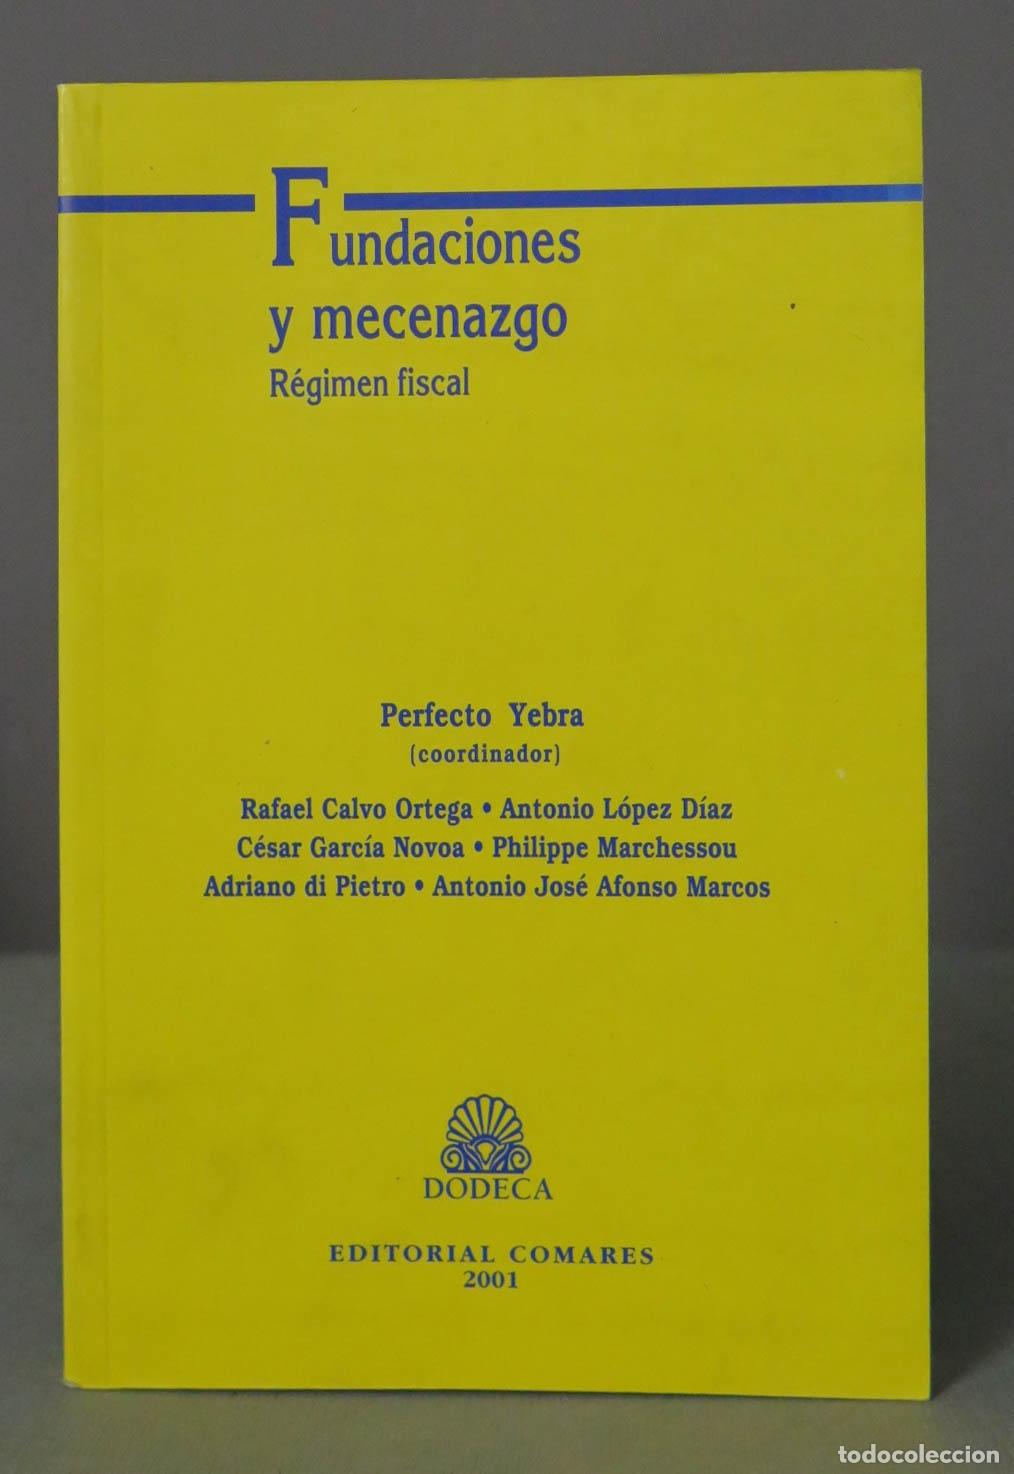 Fundaciones
y mecenazgo
Régimen fiscal
Perfecto Yebra
(coordinador)
Rafael Calvo Ortega • Antonio López Díaz
César García Novoa • Philippe Marchessou
Adriano di Pietro • Antonio José Afonso Marcos
DODECA
EDITORIAL COMARES
2001
todocoleccion